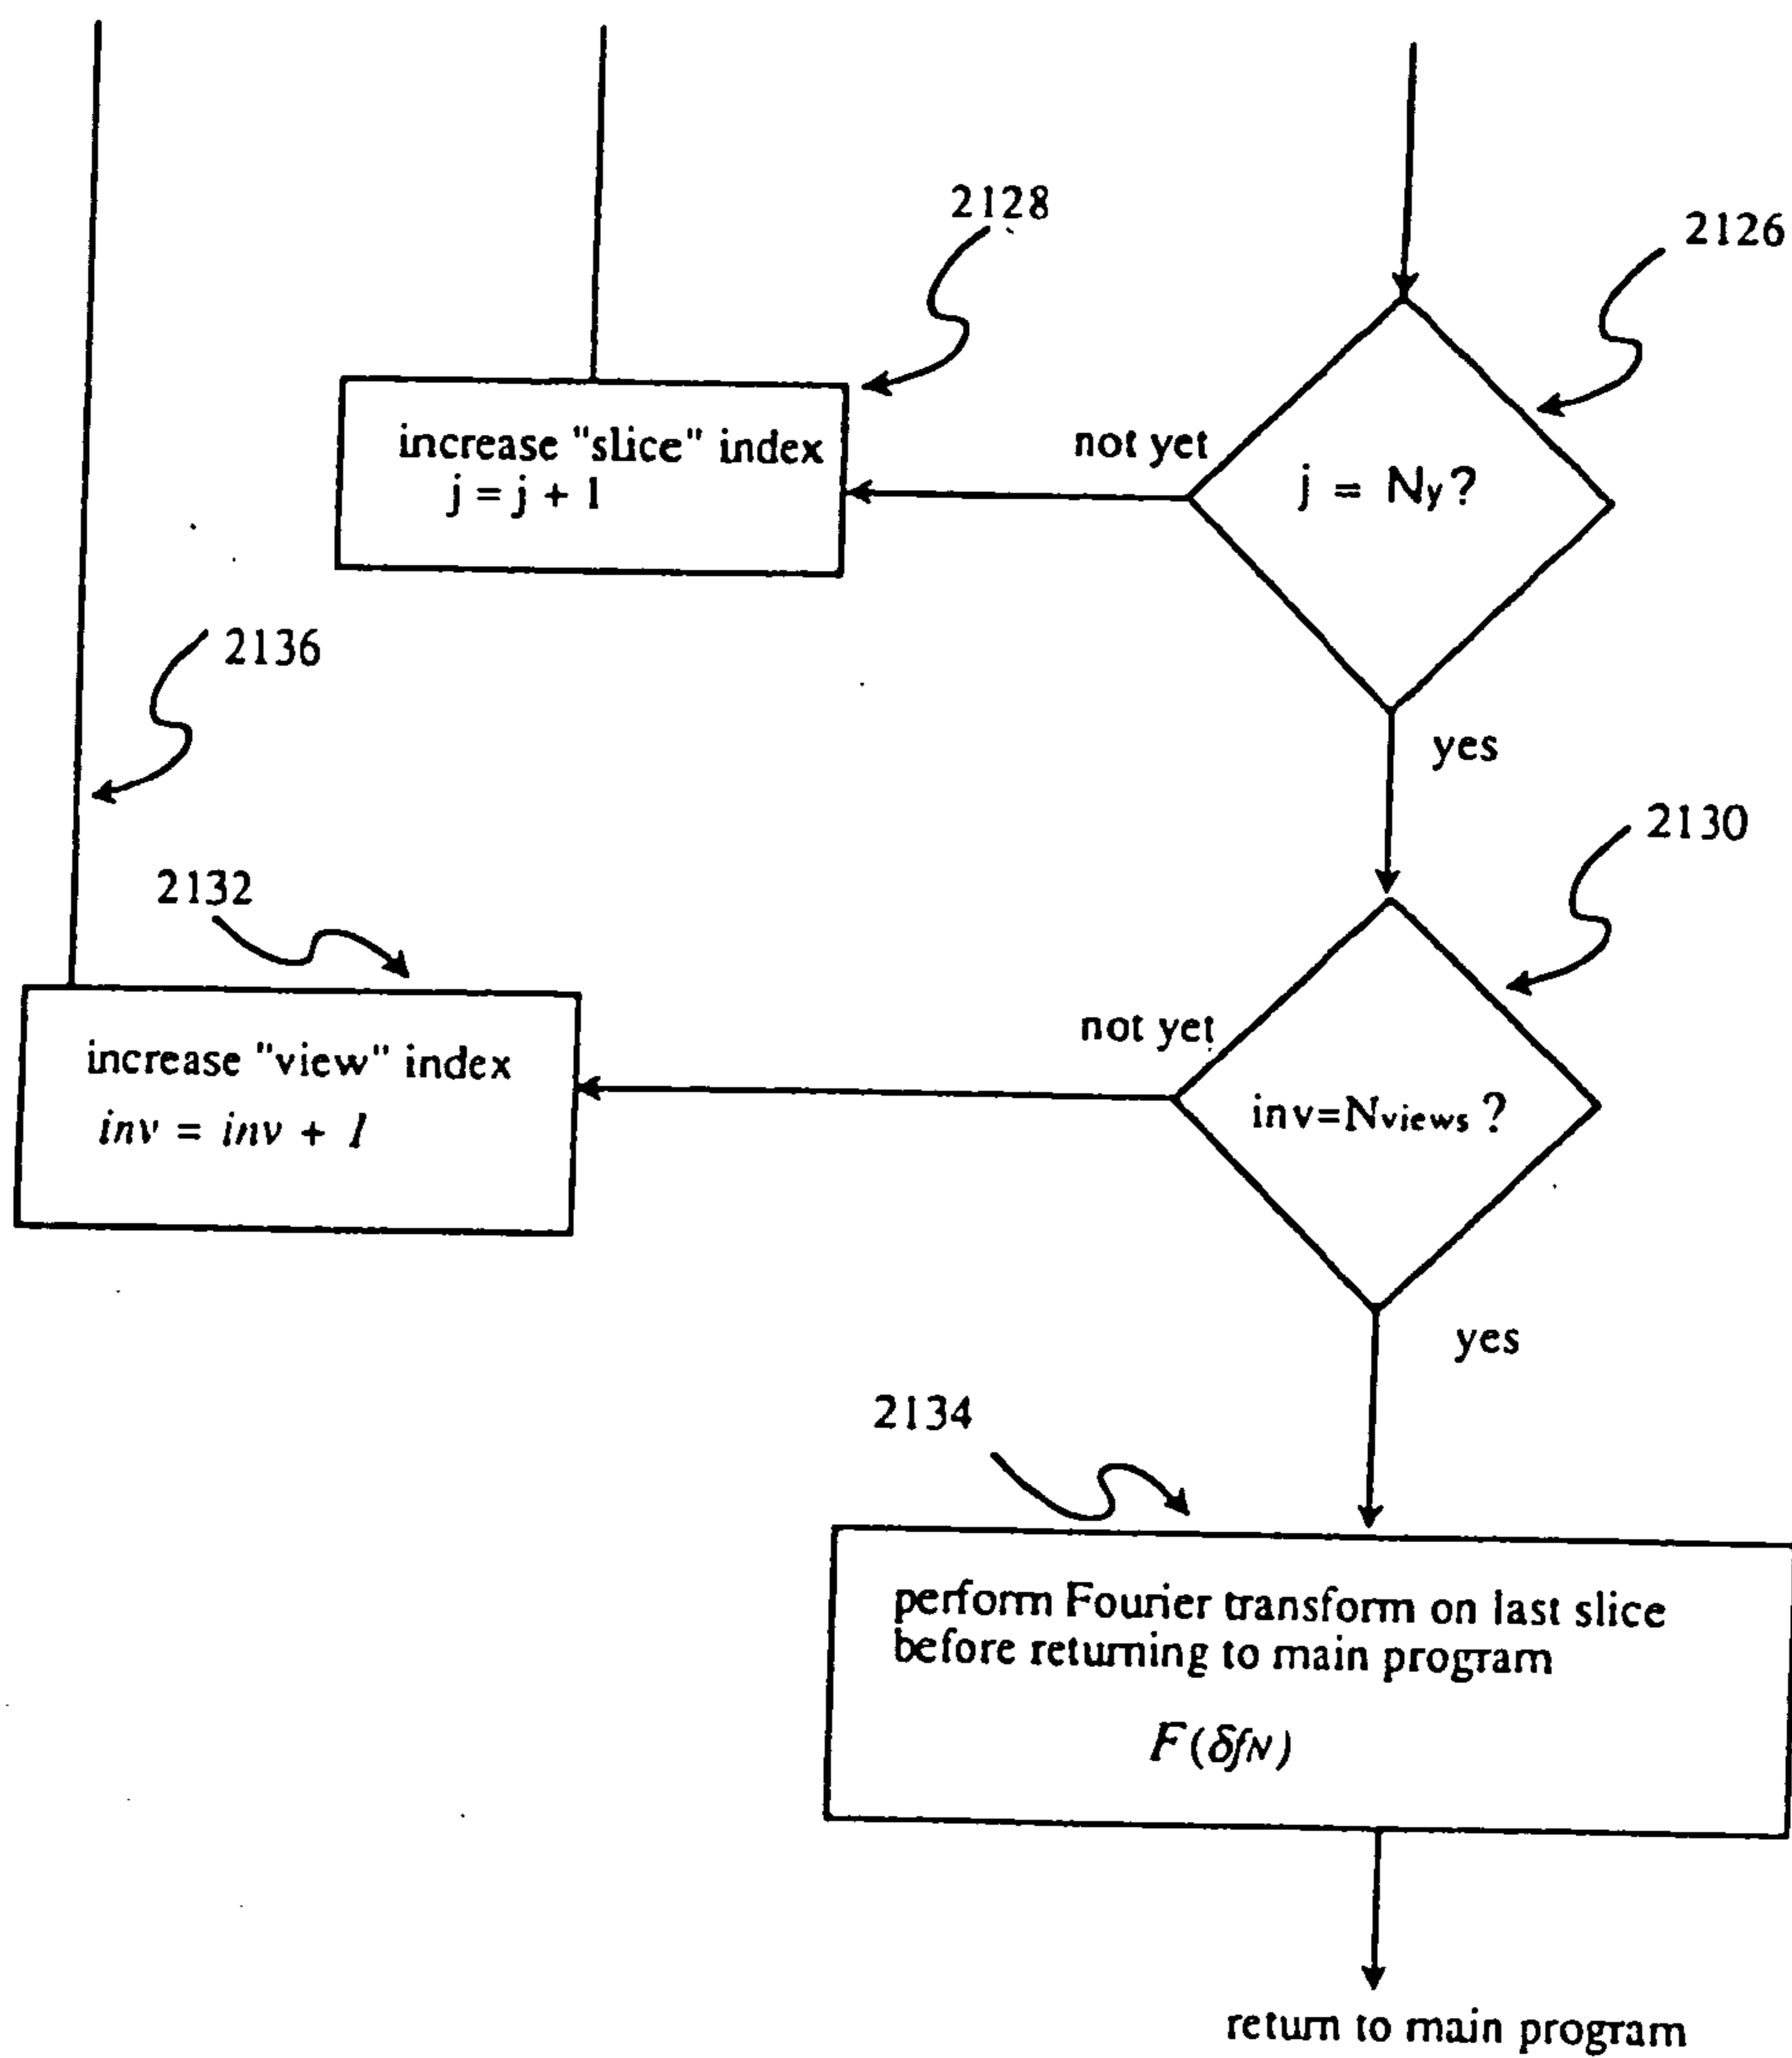 2128
2126
increase "slice" index
j = j + 1
not yet
j = Ny?
2136
yes
2130
2132
not yet
increase "view" index
inv = inv + 1
inv=Nviews ?
yes
2134
perform Fourier transform on last slice
before returning to main program
F(δfN)
return to main program